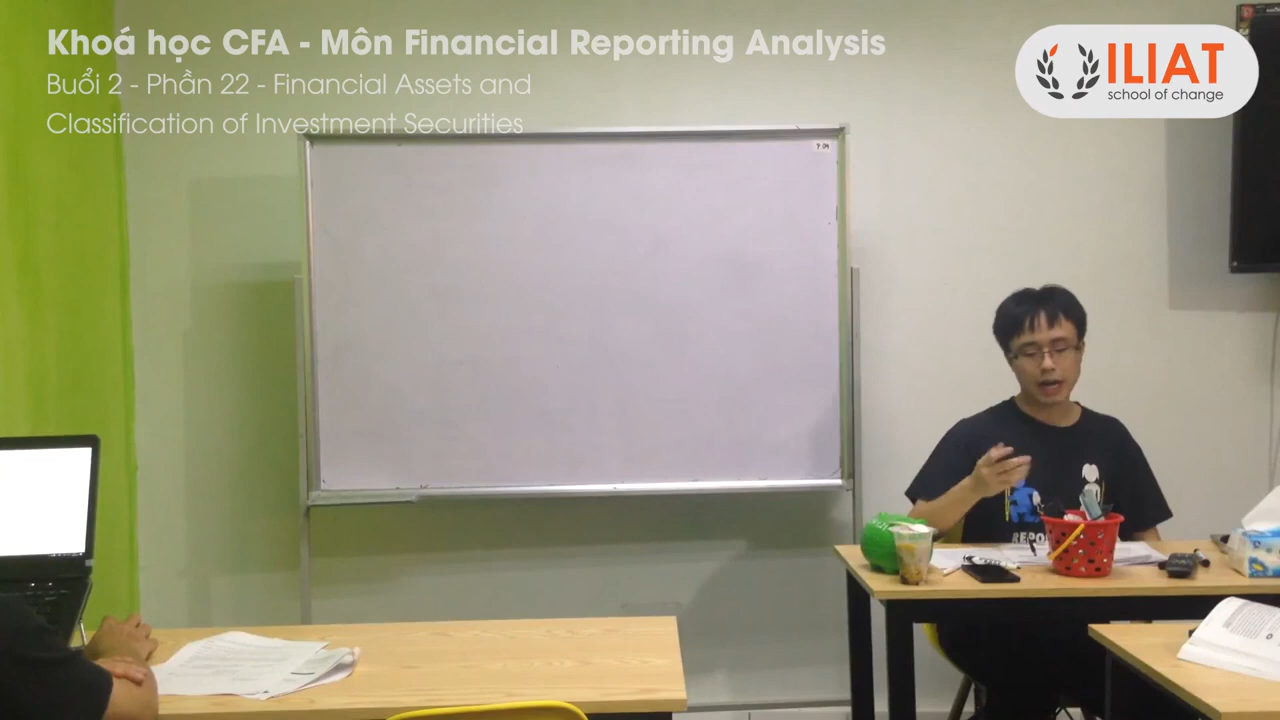 Khoá học CFA - Môn Financial Reporting Analysis
Buổi 2 - Phần 22 - Financial Assets and
Classification of Investment Securities
ILIAT
school of change